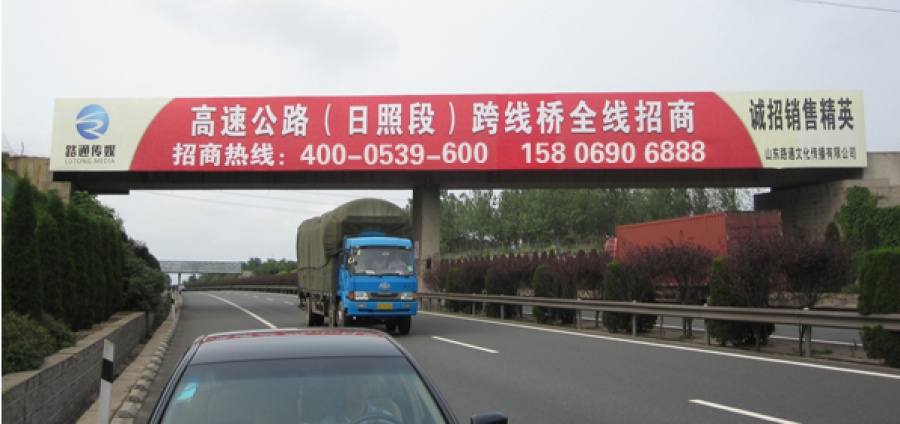 路通传媒
LUTONG MEDIA
高速公路（日照段）跨线桥全线招商
招商热线：400-0539-600 158 0690 6888
诚招销售精英
山东路通文化传播有限公司